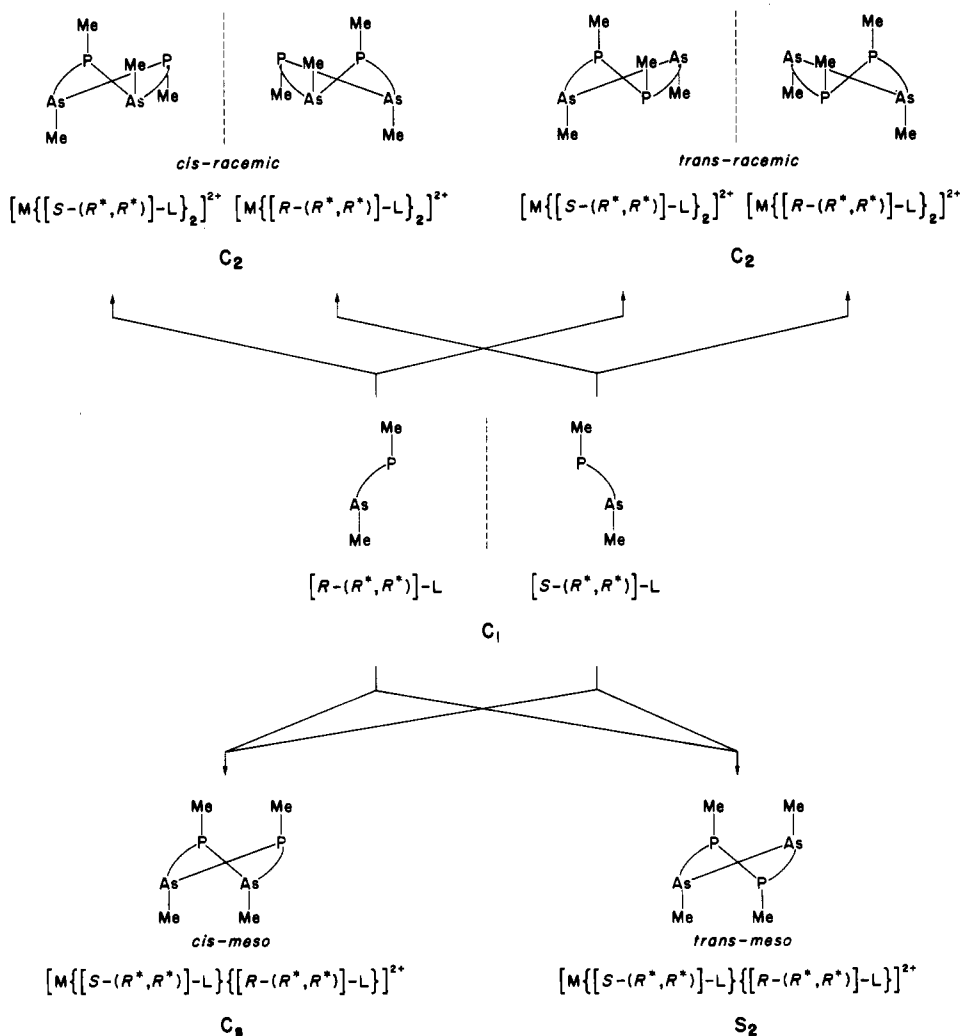 Me Me Me Me
P Me P P Me P P Me As As Me P
As As Me Me As As As P Me Me P As
Me Me Me Me
cis-racemic trans-racemic
[M{[S-(R*,R*)]-L}₂]²⁺ [M{[R-(R*,R*)]-L}₂]²⁺ [M{[S-(R*,R*)]-L}₂]²⁺ [M{[R-(R*,R*)]-L}₂]²⁺
C₂ C₂
Me Me
P P
As As
Me Me
[R-(R*,R*)]-L [S-(R*,R*)]-L
C₁
Me Me Me Me
P P P As
As As As P
Me Me Me Me
cis-meso trans-meso
[M{[S-(R*,R*)]-L}{[R-(R*,R*)-L}]²⁺ [M{[S-(R*,R*)]-L}{[R-(R*,R*)-L}]²⁺
Cₛ S₂